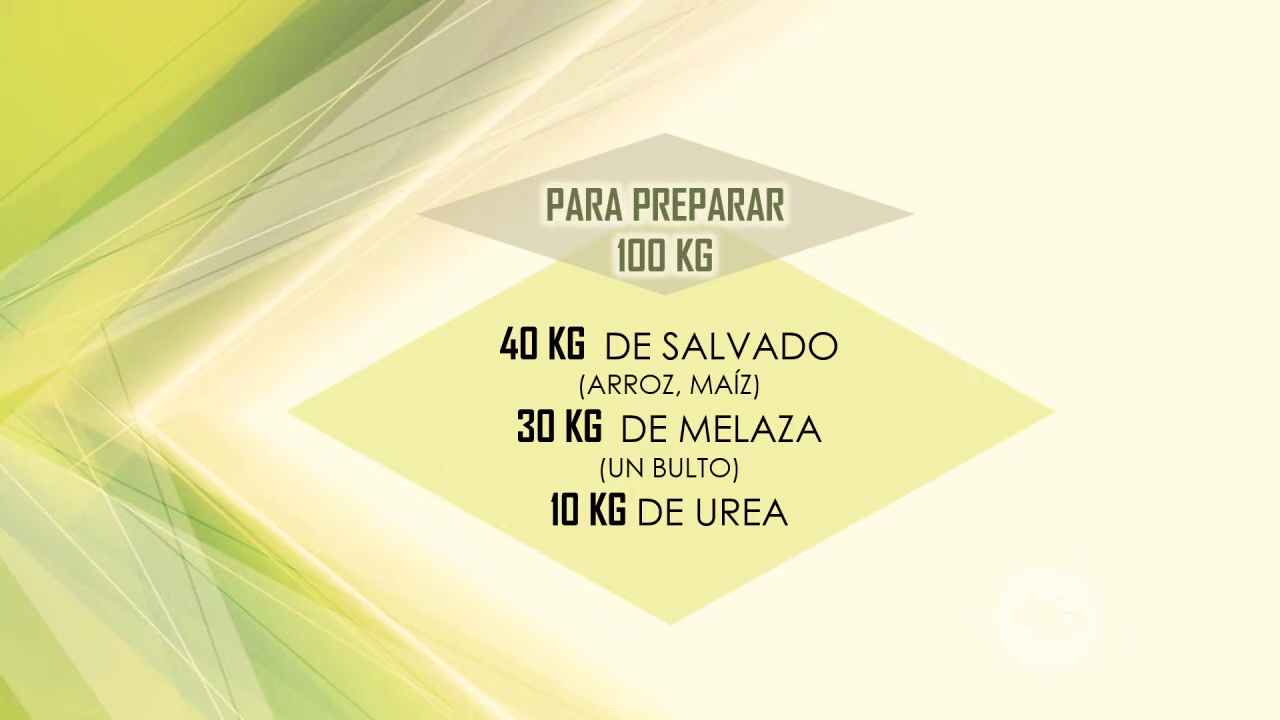 PARA PREPARAR
100 KG
40 KG DE SALVADO
(ARROZ, MAÍZ)
30 KG DE MELAZA
(UN BULTO)
10 KG DE UREA